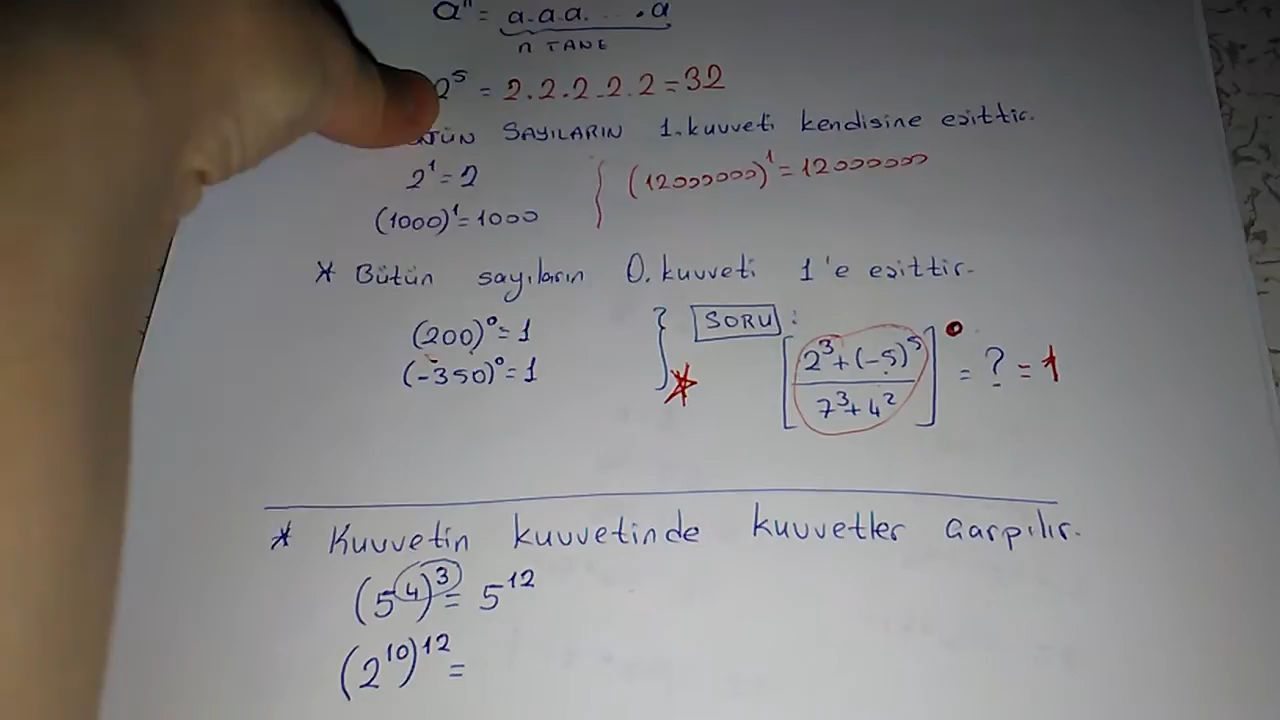 aⁿ = a.a.a. ... .a
n TANE
2⁵ = 2.2.2.2.2 = 32
SAYILARIN 1.kuvveti kendisine eşittir.
2¹ = 2
(12000000)¹ = 12000000
(1000)¹ = 1000
* Bütün sayıların 0.kuvveti 1'e eşittir.
(200)⁰ = 1
(-350)⁰ = 1
SORU:
[(2³+(-5)⁵)/(7³+4²)]⁰ = ? = 1
* Kuvvetin kuvvetinde kuvvetler çarpılır.
(5⁴)³ = 5¹²
(2¹⁰)¹² =